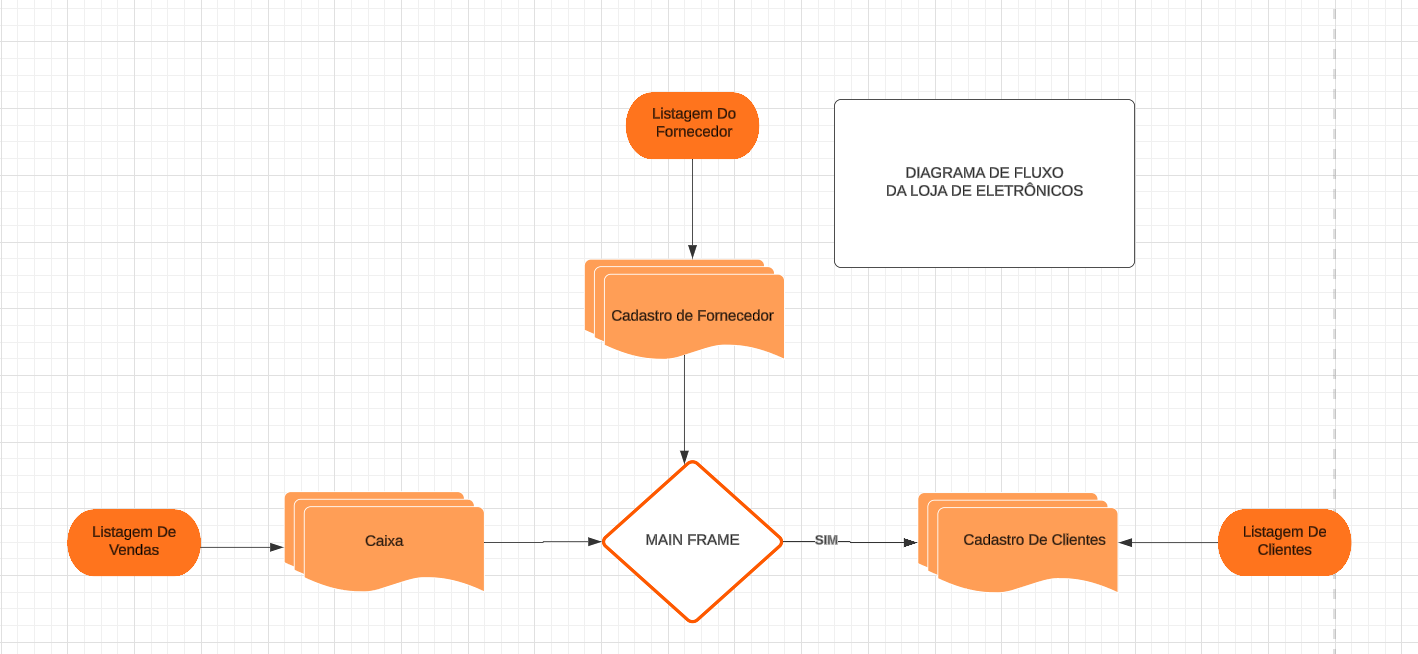 Listagem Do
Fornecedor
DIAGRAMA DE FLUXO
DA LOJA DE ELETRÔNICOS
Cadastro de Fornecedor
Listagem De
Vendas
Caixa
MAIN FRAME
SIM
Cadastro De Clientes
Listagem De
Clientes